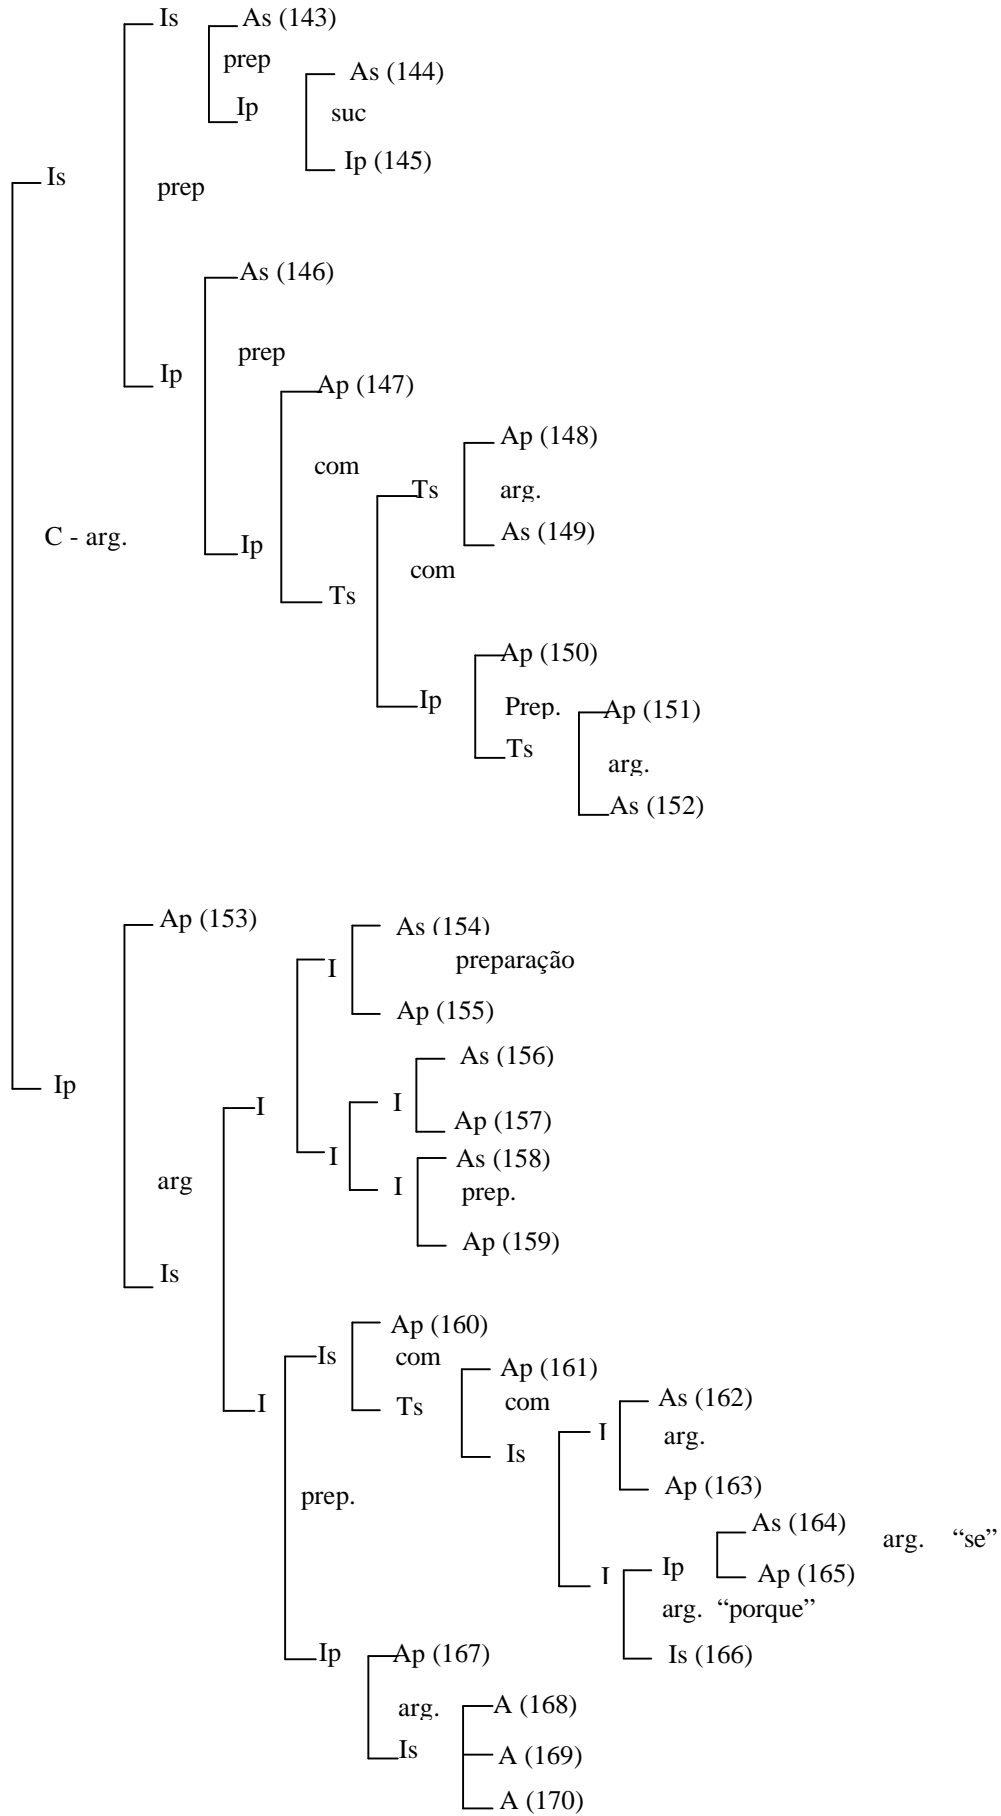 Is As (143)
prep
As (144)
Ip suc
Ip (145)
Is prep
As (146)
prep
Ip Ap (147)
Ap (148)
com
Ts arg.
C - arg. As (149)
Ip com
Ts
Ap (150)
Ip Prep. Ap (151)
Ts
arg.
As (152)
Ap (153) As (154)
preparação
I
Ap (155)
As (156)
Ip
I I
Ap (157)
I As (158)
arg I prep.
Ap (159)
Is
Ap (160)
Is com Ap (161)
I Ts com As (162)
I arg.
Is
Ap (163)
prep.
As (164) arg. “se”
I Ip Ap (165)
arg. “porque”
Ip Ap (167) Is (166)
arg. A (168)
Is A (169)
A (170)